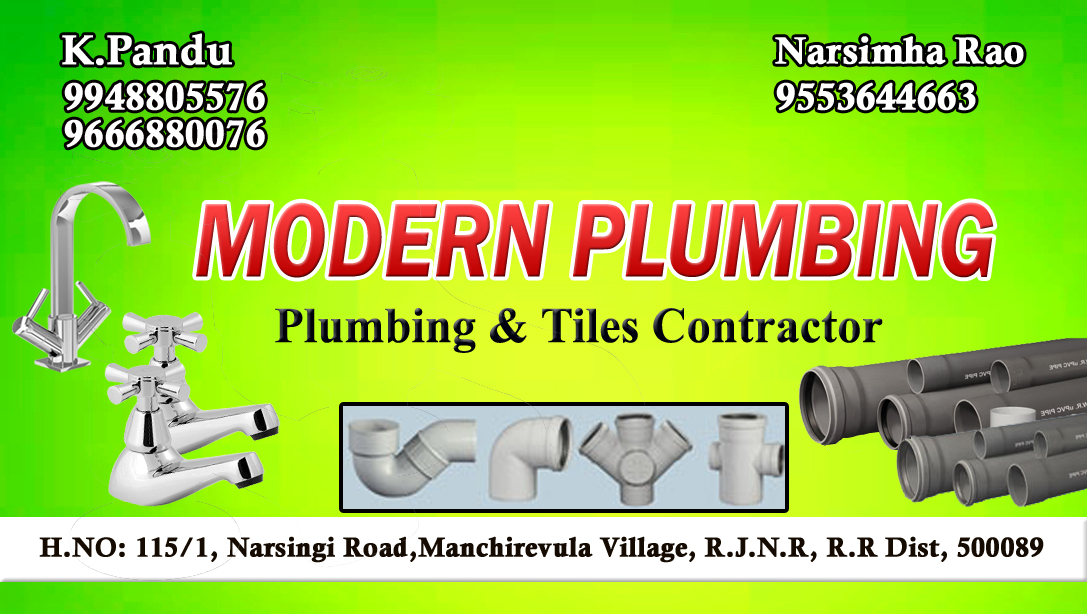 K.Pandu
9948805576
9666880076
Narsimha Rao
9553644663
MODERN PLUMBING
Plumbing & Tiles Contractor
H.NO: 115/1, Narsingi Road,Manchirevula Village, R.J.N.R, R.R Dist, 500089